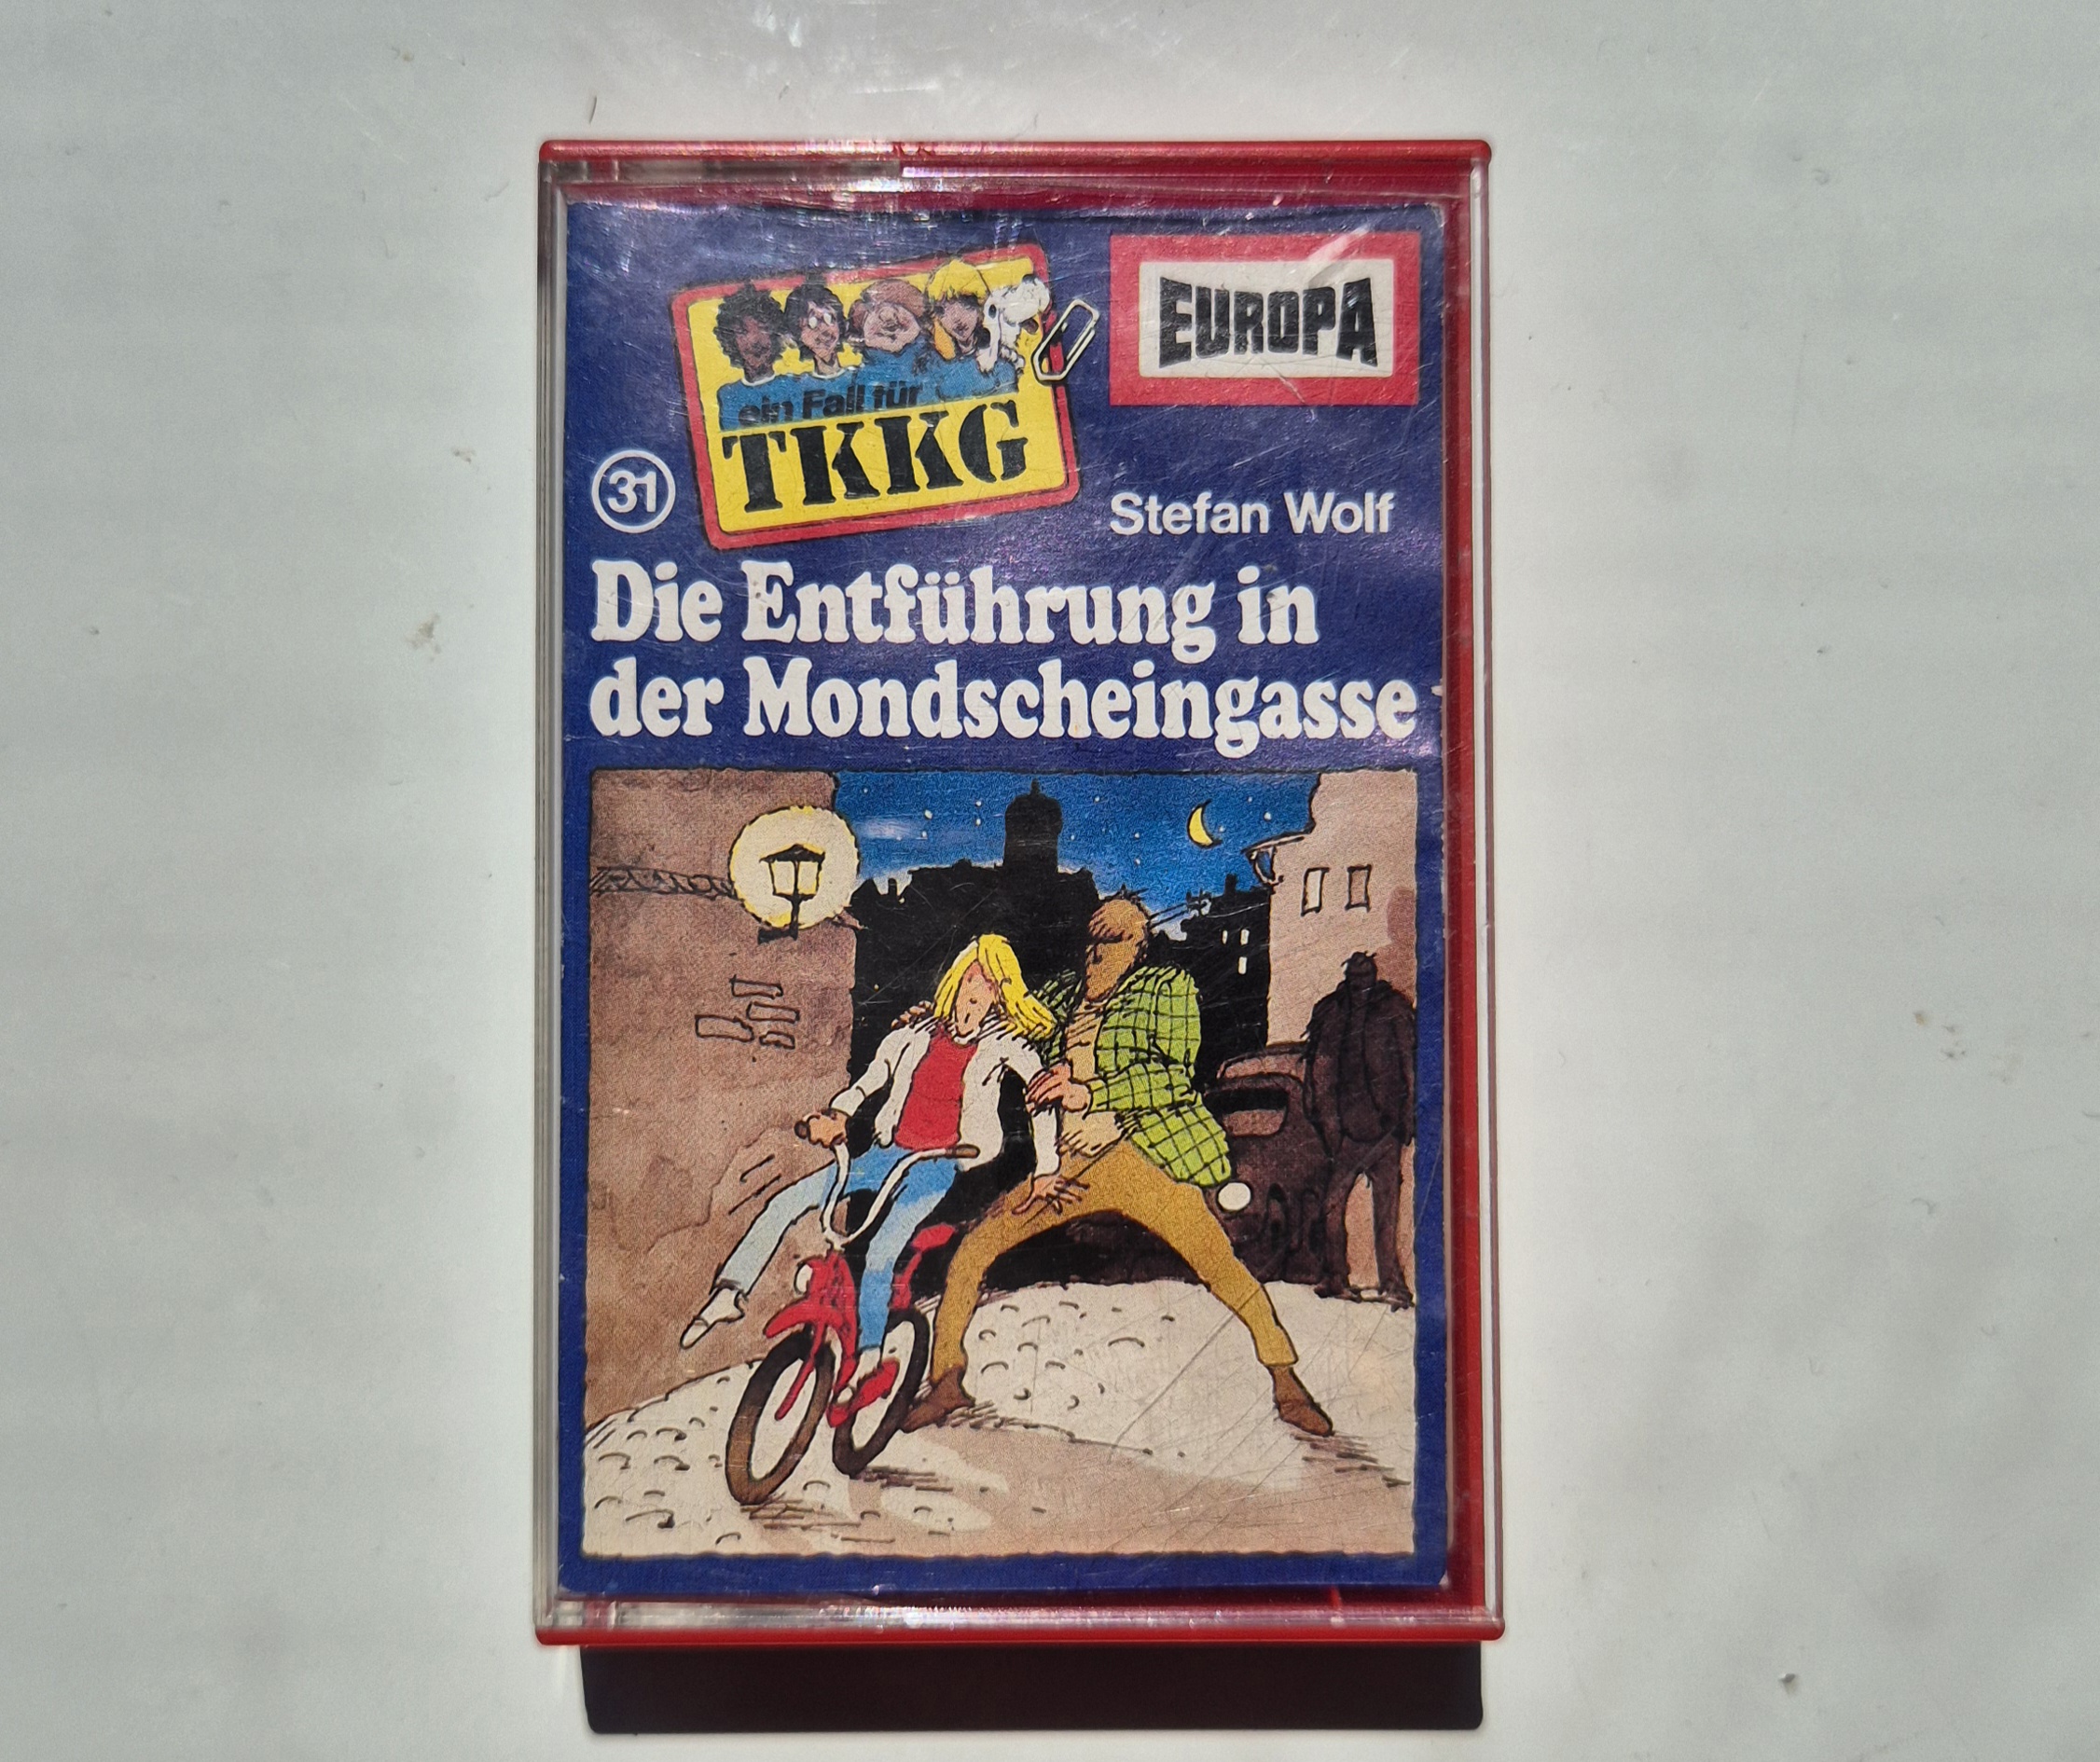 ein Fall für
TKKG
EUROPA
31
Stefan Wolf
Die Entführung in
der Mondscheingasse